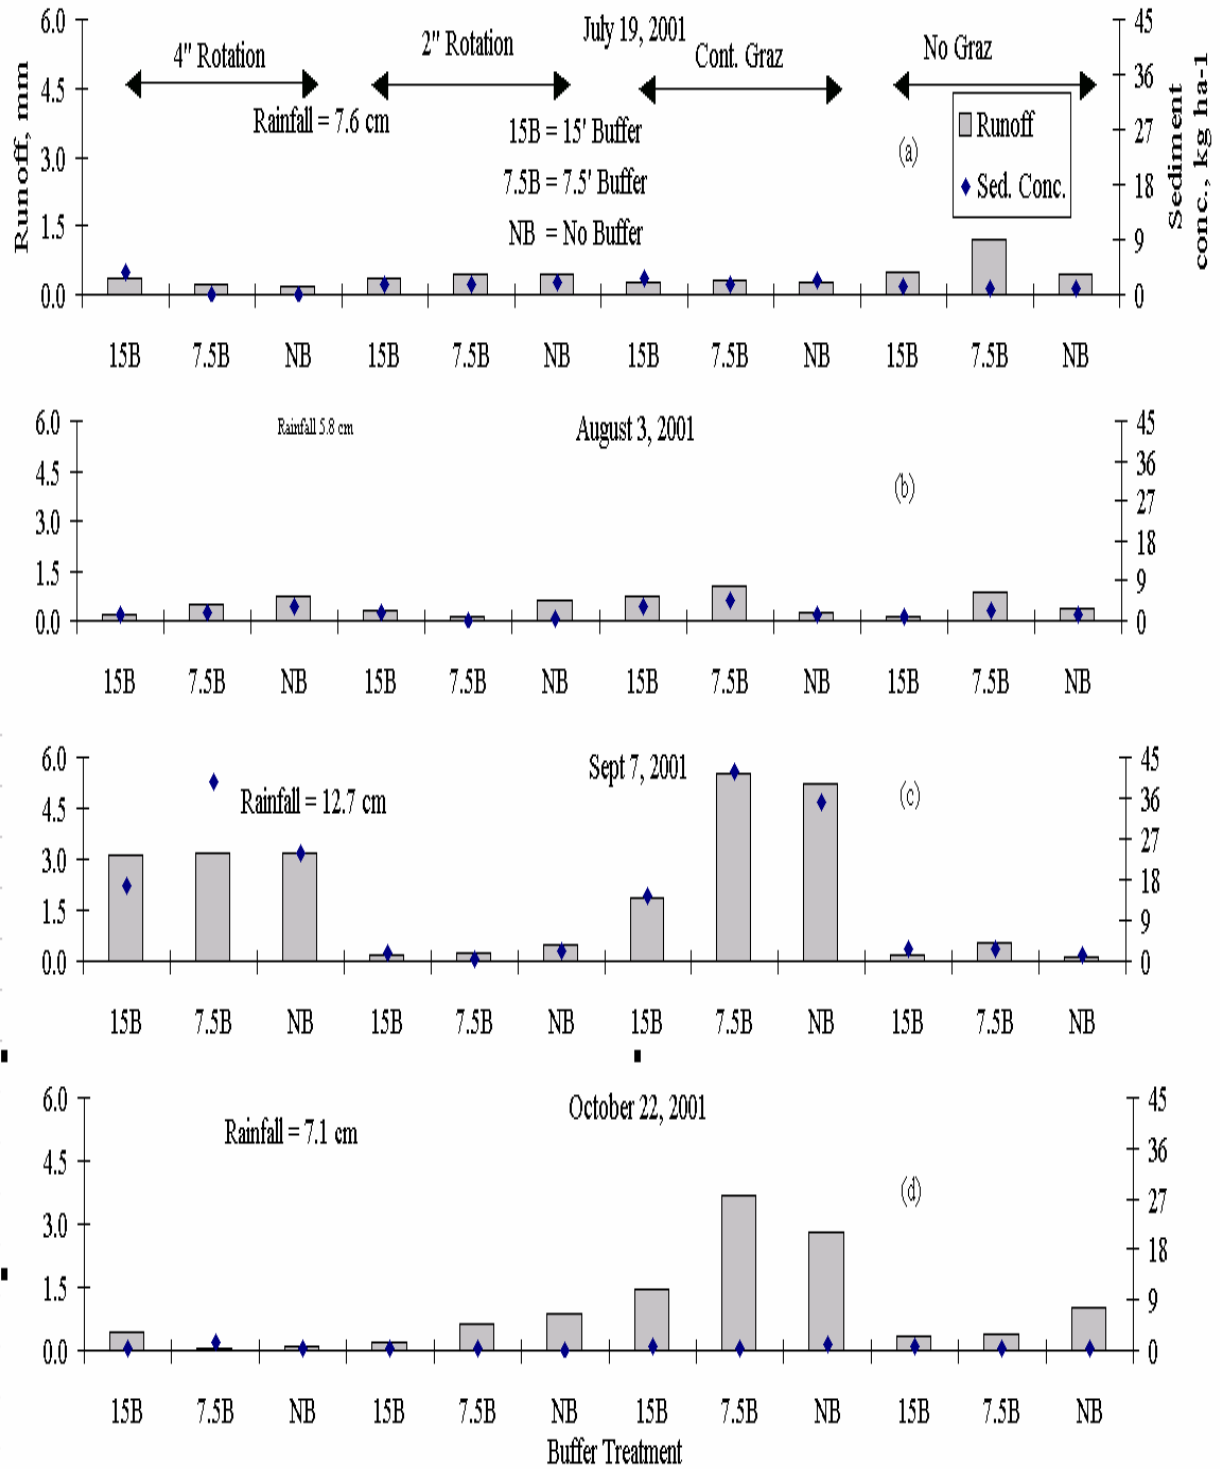 July 19, 2001
4" Rotation
2" Rotation
Cont. Graz
No Graz
Rainfall = 7.6 cm
15B = 15' Buffer
7.5B = 7.5' Buffer
NB = No Buffer
(a)
Runoff
Sed. Conc.
Runoff, mm
6.0
4.5
3.0
1.5
0.0
Sediment
conc., kg ha-1
45
36
27
18
9
0
15B 7.5B NB 15B 7.5B NB 15B 7.5B NB 15B 7.5B NB
Rainfall 5.8 cm
August 3, 2001
(b)
6.0
4.5
3.0
1.5
0.0
45
36
27
18
9
0
15B 7.5B NB 15B 7.5B NB 15B 7.5B NB 15B 7.5B NB
Sept 7, 2001
Rainfall = 12.7 cm
(c)
6.0
4.5
3.0
1.5
0.0
45
36
27
18
9
0
15B 7.5B NB 15B 7.5B NB 15B 7.5B NB 15B 7.5B NB
October 22, 2001
Rainfall = 7.1 cm
(d)
6.0
4.5
3.0
1.5
0.0
45
36
27
18
9
0
15B 7.5B NB 15B 7.5B NB 15B 7.5B NB 15B 7.5B NB
Buffer Treatment